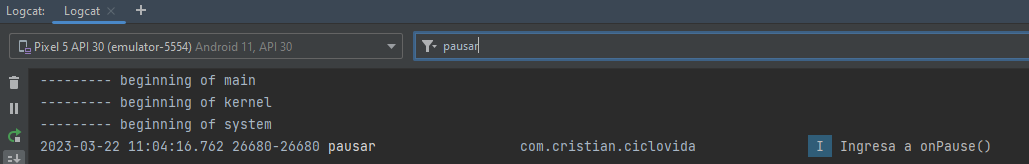 Logcat: Logcat
Pixel 5 API 30 (emulator-5554) Android 11, API 30 pausar
--------- beginning of main
--------- beginning of kernel
--------- beginning of system
2023-03-22 11:04:16.762 26680-26680 pausar com.cristian.ciclovida I Ingresa a onPause()